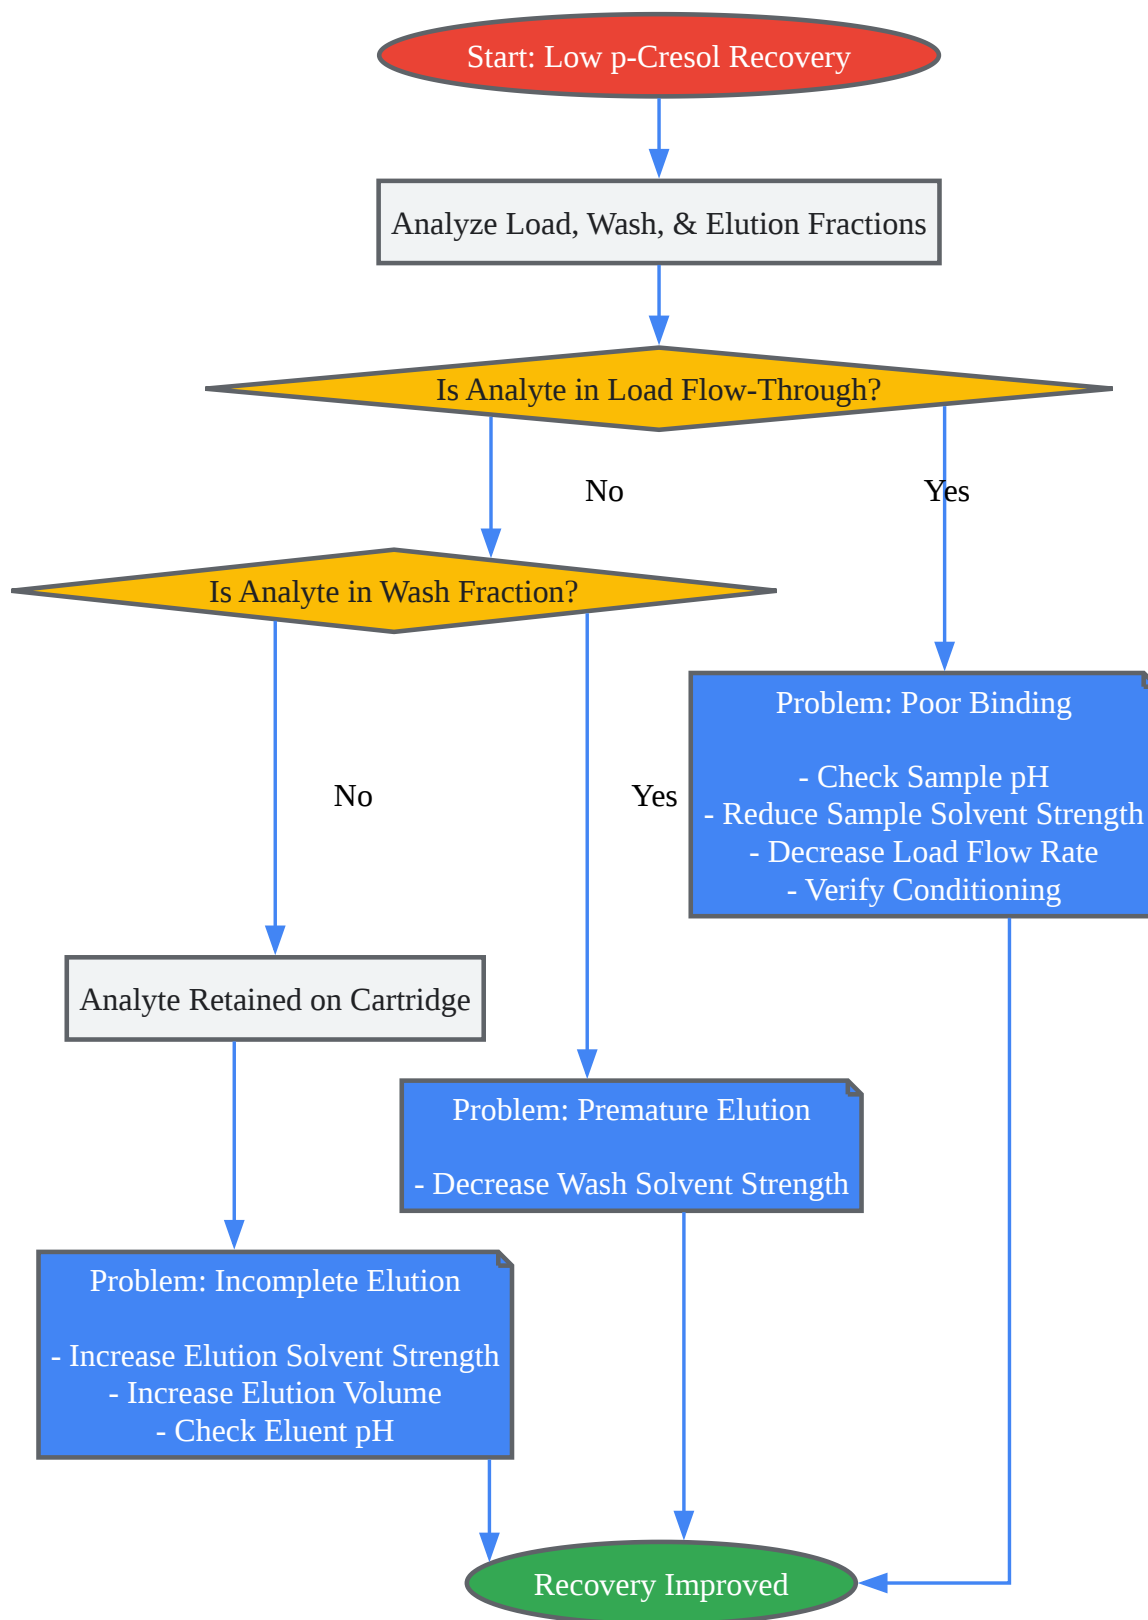 Start: Low p-Cresol Recovery
Analyze Load, Wash, & Elution Fractions
Is Analyte in Load Flow-Through?
No
Yes
Is Analyte in Wash Fraction?
Problem: Poor Binding
- Check Sample pH
- Reduce Sample Solvent Strength
- Decrease Load Flow Rate
- Verify Conditioning
No
Yes
Analyte Retained on Cartridge
Problem: Premature Elution
- Decrease Wash Solvent Strength
Problem: Incomplete Elution
- Increase Elution Solvent Strength
- Increase Elution Volume
- Check Eluent pH
Recovery Improved